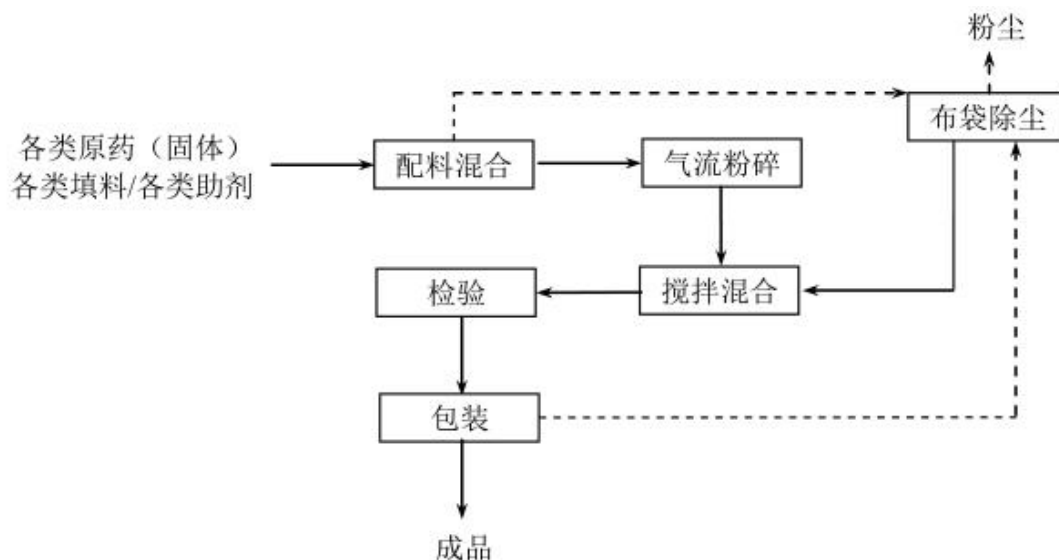 粉尘
布袋除尘
各类原药（固体）
各类填料/各类助剂
配料混合
气流粉碎
检验
搅拌混合
包装
成品